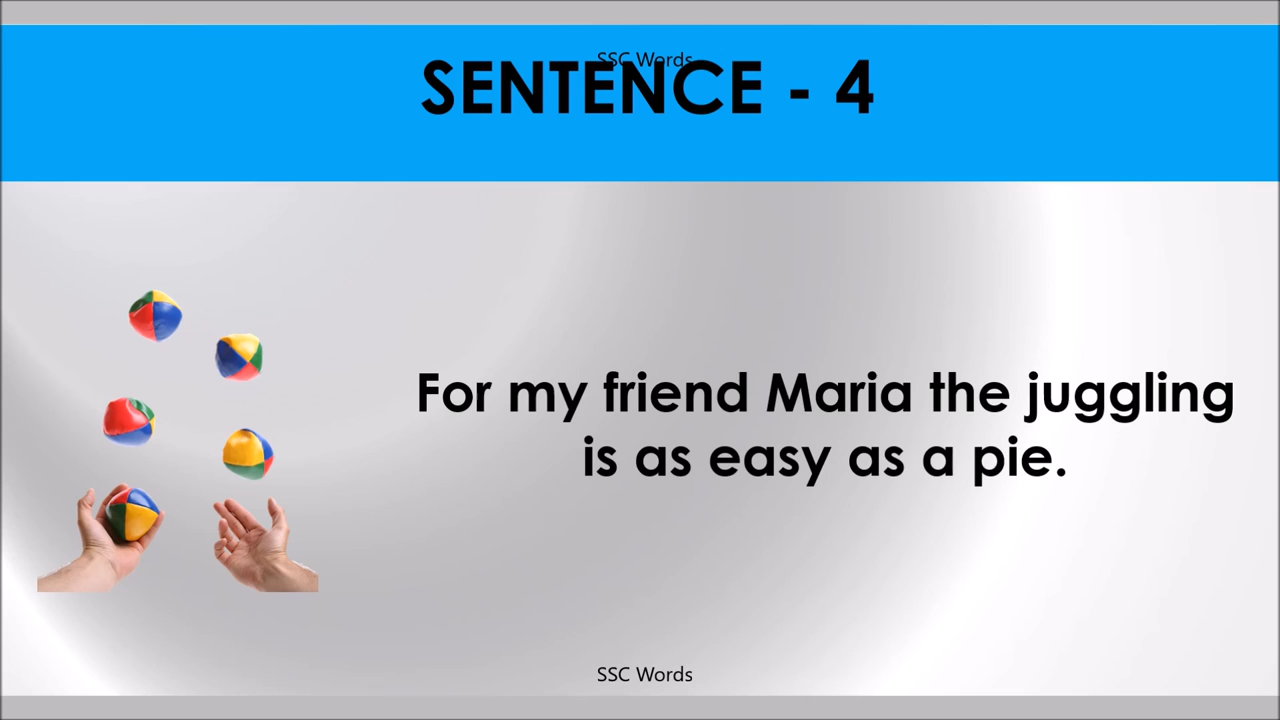 SSC Words
SENTENCE - 4
For my friend Maria the juggling
is as easy as a pie.
SSC Words